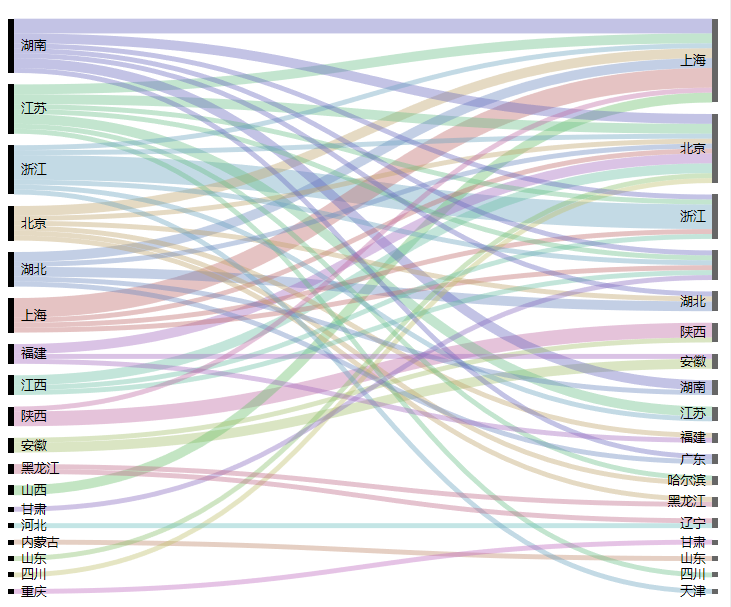 湖南
江苏
浙江
北京
湖北
上海
福建
江西
陕西
安徽
黑龙江
山西
甘肃
河北
内蒙古
山东
四川
重庆
上海
北京
浙江
湖北
陕西
安徽
湖南
江苏
福建
广东
哈尔滨
黑龙江
辽宁
甘肃
山东
四川
天津